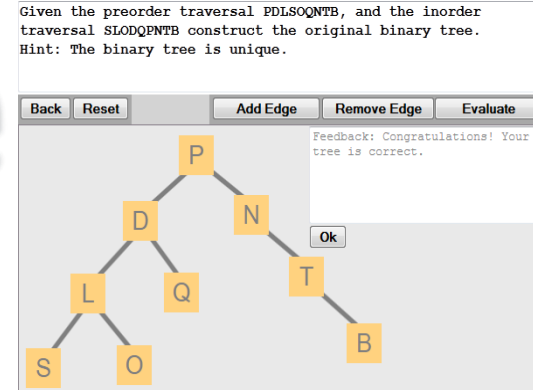 Given the preorder traversal PDLSOQNTB, and the inorder
traversal SLODQPNTB construct the original binary tree.
Hint: The binary tree is unique.
Back Reset Add Edge Remove Edge Evaluate
Feedback: Congratulations! Your
tree is correct.
P
D N
Ok
L Q T
S O B